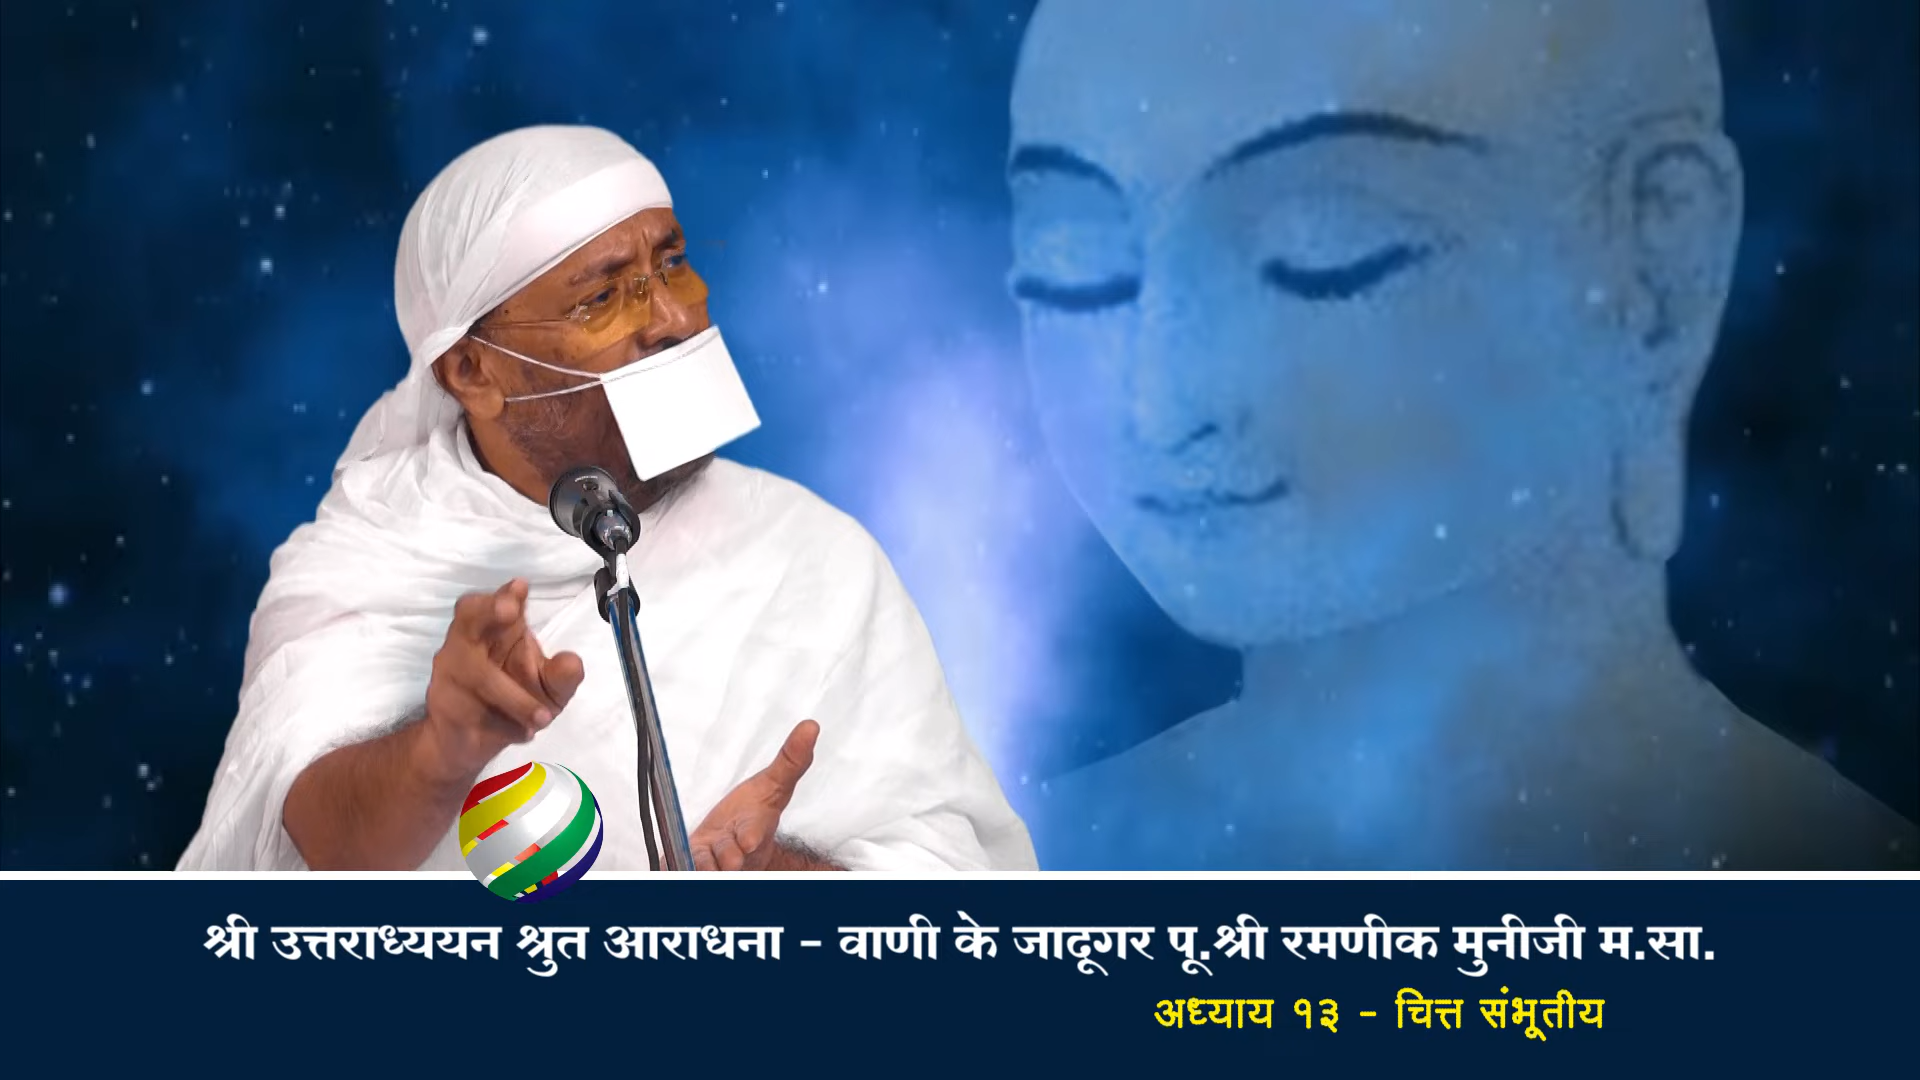 श्री उत्तराध्ययन श्रुत आराधना - वाणी के जादूगर पू.श्री रमणीक मुनीजी म.सा.
अध्याय १३ - चित्त संभूतीय